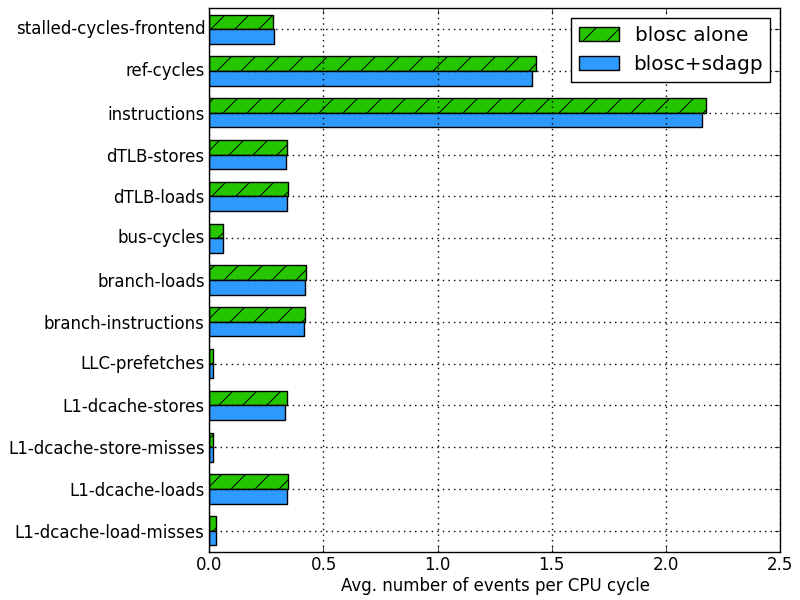 stalled-cycles-frontend
ref-cycles
instructions
dTLB-stores
dTLB-loads
bus-cycles
branch-loads
branch-instructions
LLC-prefetches
L1-dcache-stores
L1-dcache-store-misses
L1-dcache-loads
L1-dcache-load-misses
blosc alone
blosc+sdagp
0.0 0.5 1.0 1.5 2.0 2.5
Avg. number of events per CPU cycle